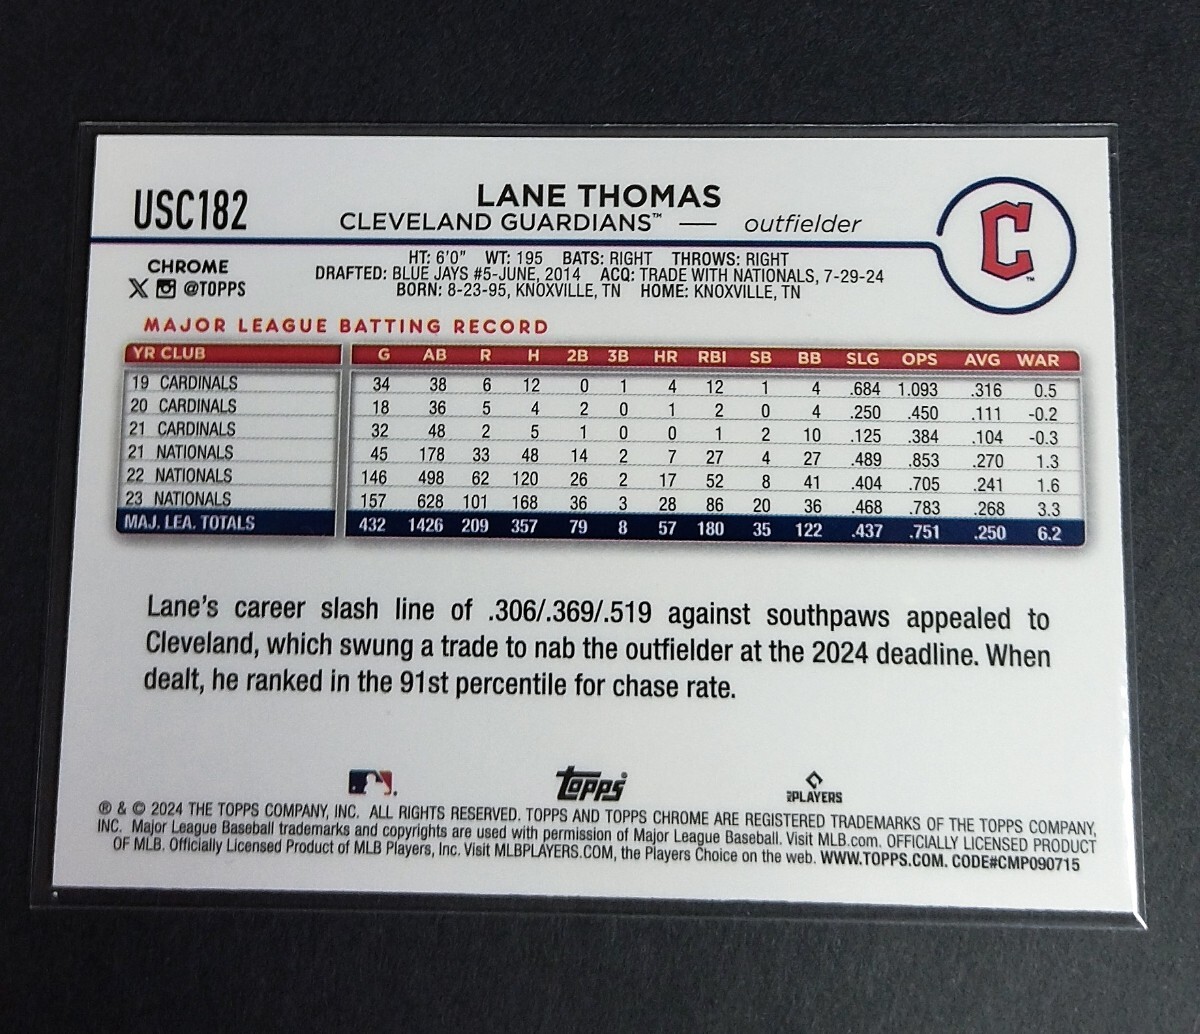 USC182
LANE THOMAS
CLEVELAND GUARDIANS™ — outfielder
C™
CHROME
X @TOPPS
HT: 6'0" WT: 195 BATS: RIGHT THROWS: RIGHT
DRAFTED: BLUE JAYS #5-JUNE, 2014 ACQ: TRADE WITH NATIONALS, 7-29-24
BORN: 8-23-95, KNOXVILLE, TN HOME: KNOXVILLE, TN
MAJOR LEAGUE BATTING RECORD
YR CLUB G AB R H 2B 3B HR RBI SB BB SLG OPS AVG WAR
19 CARDINALS 34 38 6 12 0 1 4 12 1 4 .684 1.093 .316 0.5
20 CARDINALS 18 36 5 4 2 0 1 2 0 4 .250 .450 .111 -0.2
21 CARDINALS 32 48 2 5 1 0 0 1 2 10 .125 .384 .104 -0.3
21 NATIONALS 45 178 33 48 14 2 7 27 4 27 .489 .853 .270 1.3
22 NATIONALS 146 498 62 120 26 2 17 52 8 41 .404 .705 .241 1.6
23 NATIONALS 157 628 101 168 36 3 28 86 20 36 .468 .783 .268 3.3
MAJ. LEA. TOTALS 432 1426 209 357 79 8 57 180 35 122 .437 .751 .250 6.2
Lane's career slash line of .306/.369/.519 against southpaws appealed to
Cleveland, which swung a trade to nab the outfielder at the 2024 deadline. When
dealt, he ranked in the 91st percentile for chase rate.
topps
MLBPLAYERS
® & © 2024 THE TOPPS COMPANY, INC. ALL RIGHTS RESERVED. TOPPS AND TOPPS CHROME ARE REGISTERED TRADEMARKS OF THE TOPPS COMPANY,
INC. Major League Baseball trademarks and copyrights are used with permission of Major League Baseball. Visit MLB.com. OFFICIALLY LICENSED PRODUCT
OF MLB. Officially Licensed Product of MLB Players, Inc. Visit MLBPLAYERS.COM, the Players Choice on the web. WWW.TOPPS.COM. CODE#CMP090715